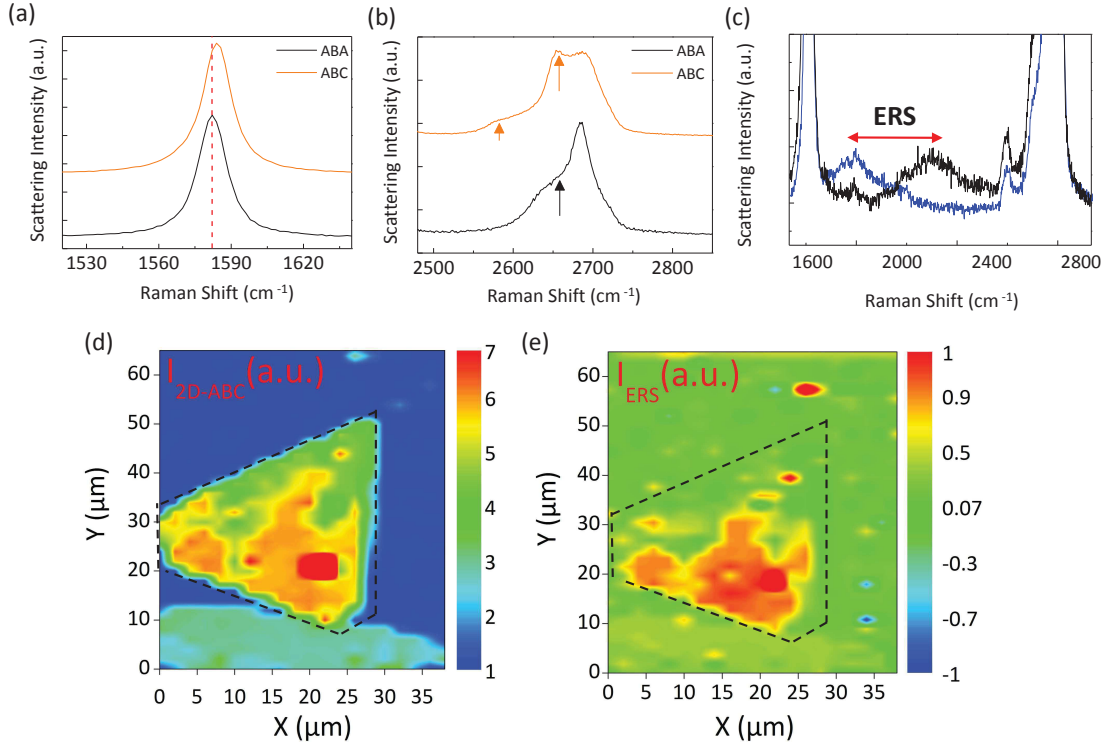 (a)
Scattering Intensity (a.u.)
ABA
ABC
1530 1560 1590 1620
Raman Shift (cm⁻¹)
(b)
Scattering Intensity (a.u.)
ABA
ABC
2500 2600 2700 2800
Raman Shift (cm⁻¹)
(c)
Scattering Intensity (a.u.)
ERS
1600 2000 2400 2800
Raman Shift (cm⁻¹)
(d)
I2D-ABC(a.u.)
60
50
40
30
20
10
0
0 5 10 15 20 25 30 35
Y (μm)
X (μm)
7
6
5
4
3
2
1
(e)
IERS(a.u.)
60
50
40
30
20
10
0
0 5 10 15 20 25 30 35
Y (μm)
X (μm)
1
0.9
0.5
0.07
-0.3
-0.7
-1